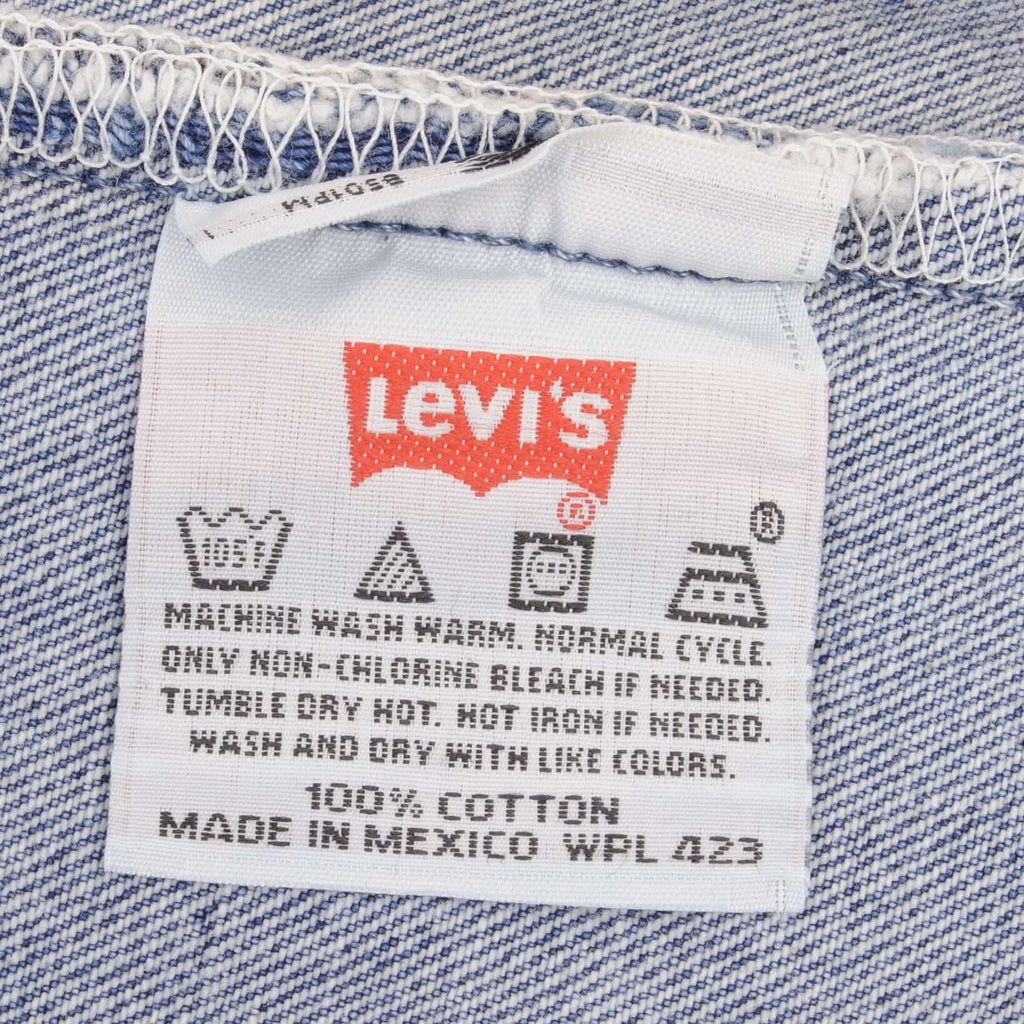 8501PM
Levi's
®
®
105°F
MACHINE WASH WARM. NORMAL CYCLE.
ONLY NON-CHLORINE BLEACH IF NEEDED.
TUMBLE DRY HOT. HOT IRON IF NEEDED.
WASH AND DRY WITH LIKE COLORS.
100% COTTON
MADE IN MEXICO WPL 423